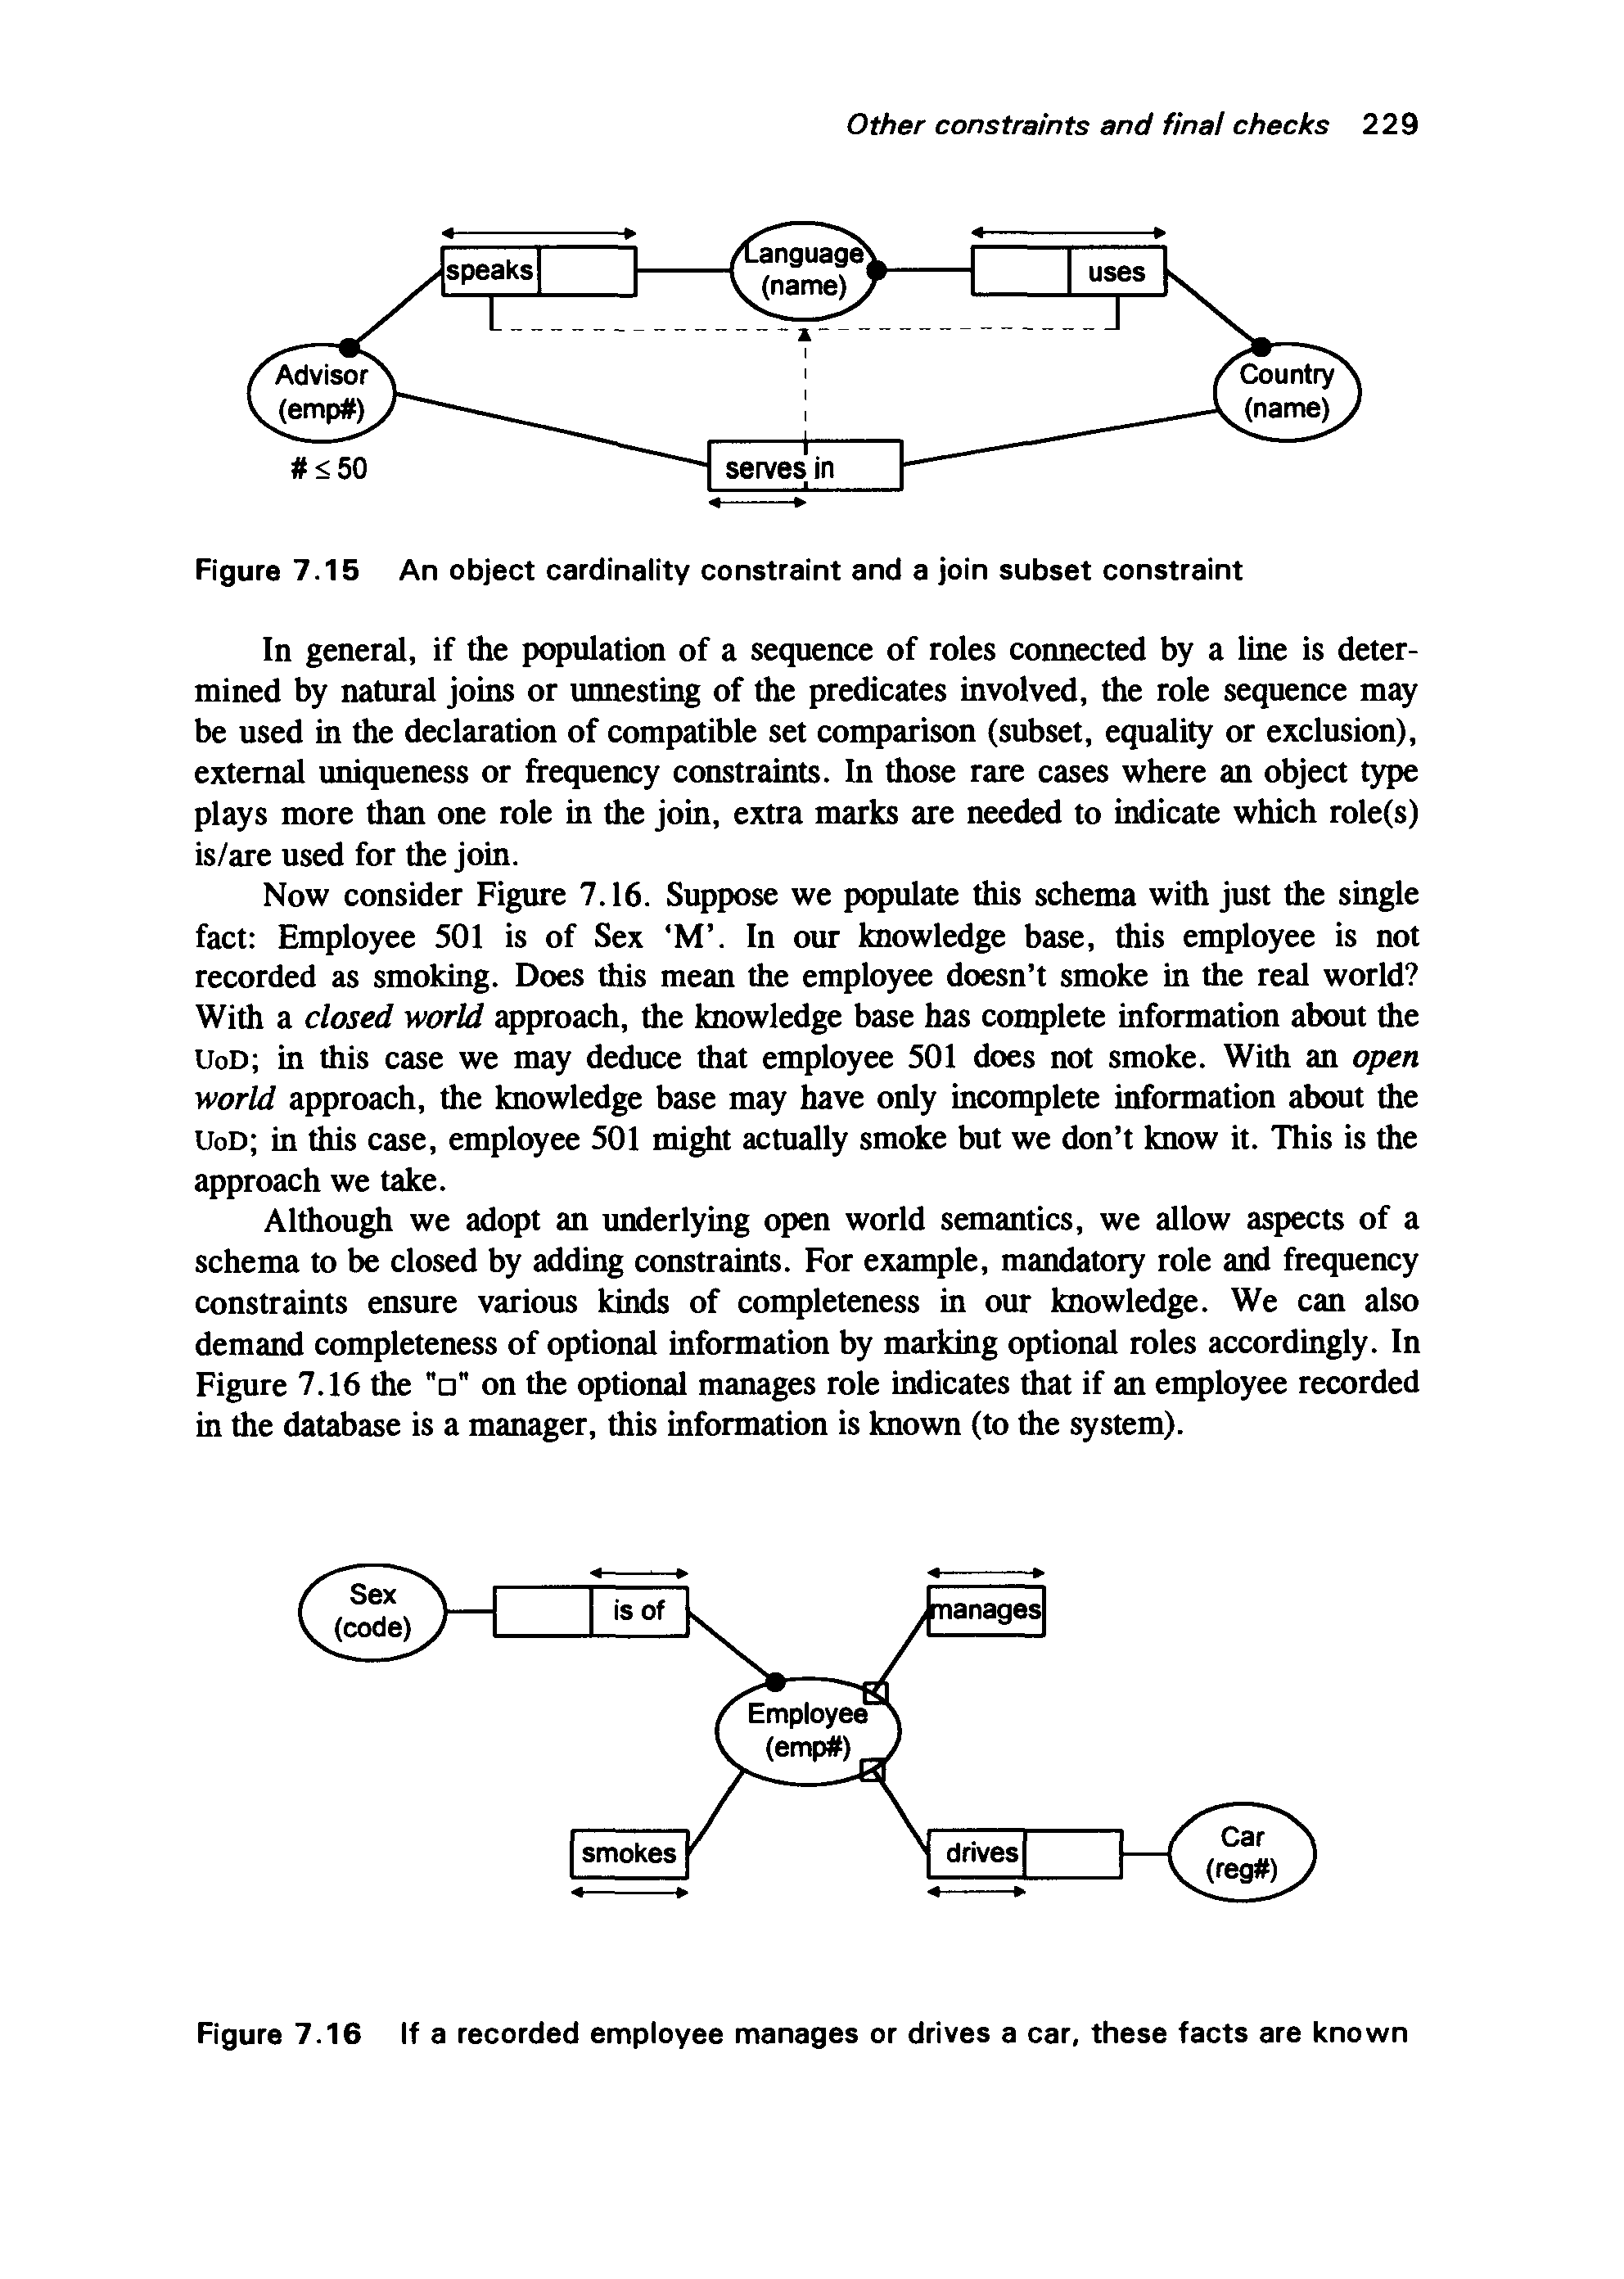 Other constraints and final checks 229
speaks
Language
(name)
uses
Advisor
(emp#)
Country
(name)
# ≤ 50
serves in
Figure 7.15 An object cardinality constraint and a join subset constraint
In general, if the population of a sequence of roles connected by a line is deter-
mined by natural joins or unnesting of the predicates involved, the role sequence may
be used in the declaration of compatible set comparison (subset, equality or exclusion),
external uniqueness or frequency constraints. In those rare cases where an object type
plays more than one role in the join, extra marks are needed to indicate which role(s)
is/are used for the join.
Now consider Figure 7.16. Suppose we populate this schema with just the single
fact: Employee 501 is of Sex ‘M’. In our knowledge base, this employee is not
recorded as smoking. Does this mean the employee doesn’t smoke in the real world?
With a closed world approach, the knowledge base has complete information about the
UoD; in this case we may deduce that employee 501 does not smoke. With an open
world approach, the knowledge base may have only incomplete information about the
UoD; in this case, employee 501 might actually smoke but we don’t know it. This is the
approach we take.
Although we adopt an underlying open world semantics, we allow aspects of a
schema to be closed by adding constraints. For example, mandatory role and frequency
constraints ensure various kinds of completeness in our knowledge. We can also
demand completeness of optional information by marking optional roles accordingly. In
Figure 7.16 the "□" on the optional manages role indicates that if an employee recorded
in the database is a manager, this information is known (to the system).
Sex
(code)
is of
manages
Employee
(emp#)
smokes
drives
Car
(reg#)
Figure 7.16 If a recorded employee manages or drives a car, these facts are known